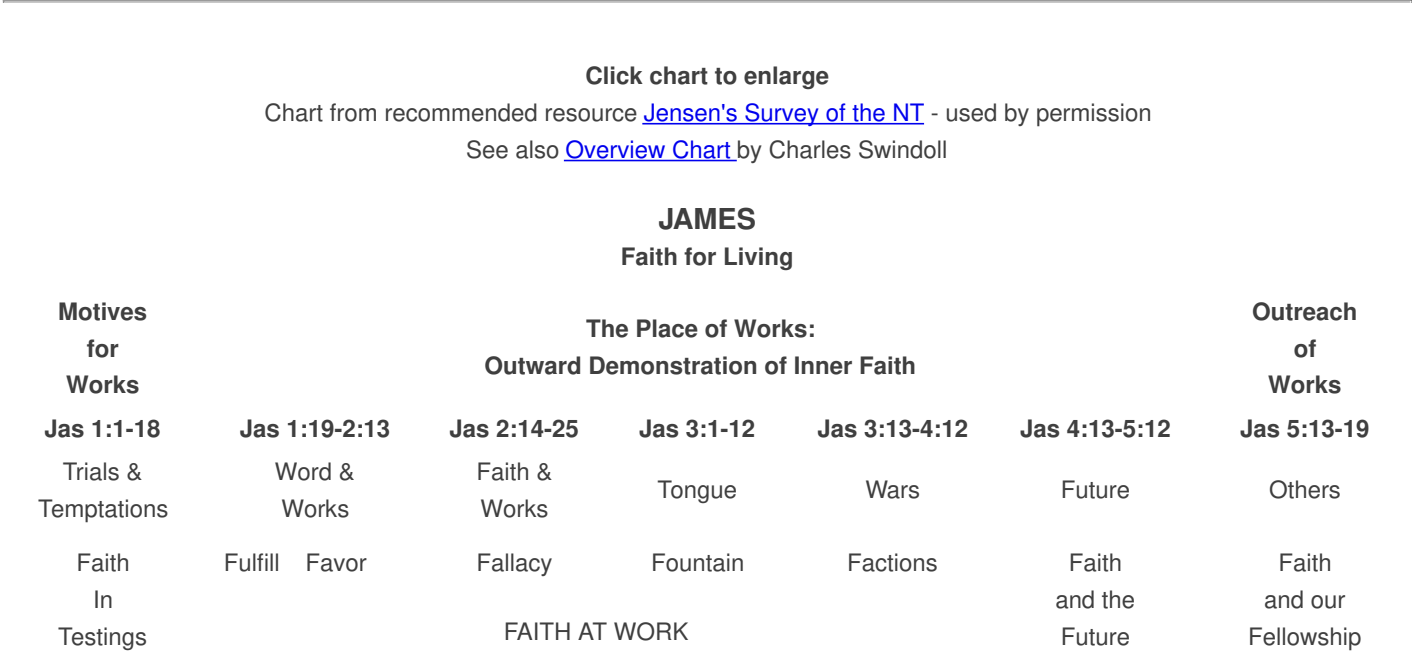 Click chart to enlarge
Chart from recommended resource Jensen's Survey of the NT - used by permission
See also Overview Chart by Charles Swindoll
JAMES
Faith for Living
Motives
for
Works
The Place of Works:
Outward Demonstration of Inner Faith
Outreach
of
Works
Jas 1:1-18 Jas 1:19-2:13 Jas 2:14-25 Jas 3:1-12 Jas 3:13-4:12 Jas 4:13-5:12 Jas 5:13-19
Trials &
Temptations
Word &
Works
Faith &
Works
Tongue
Wars
Future
Others
Faith
In
Testings
Fulfill Favor
Fallacy
Fountain
Factions
FAITH AT WORK
Faith
and the
Future
Faith
and our
Fellowship